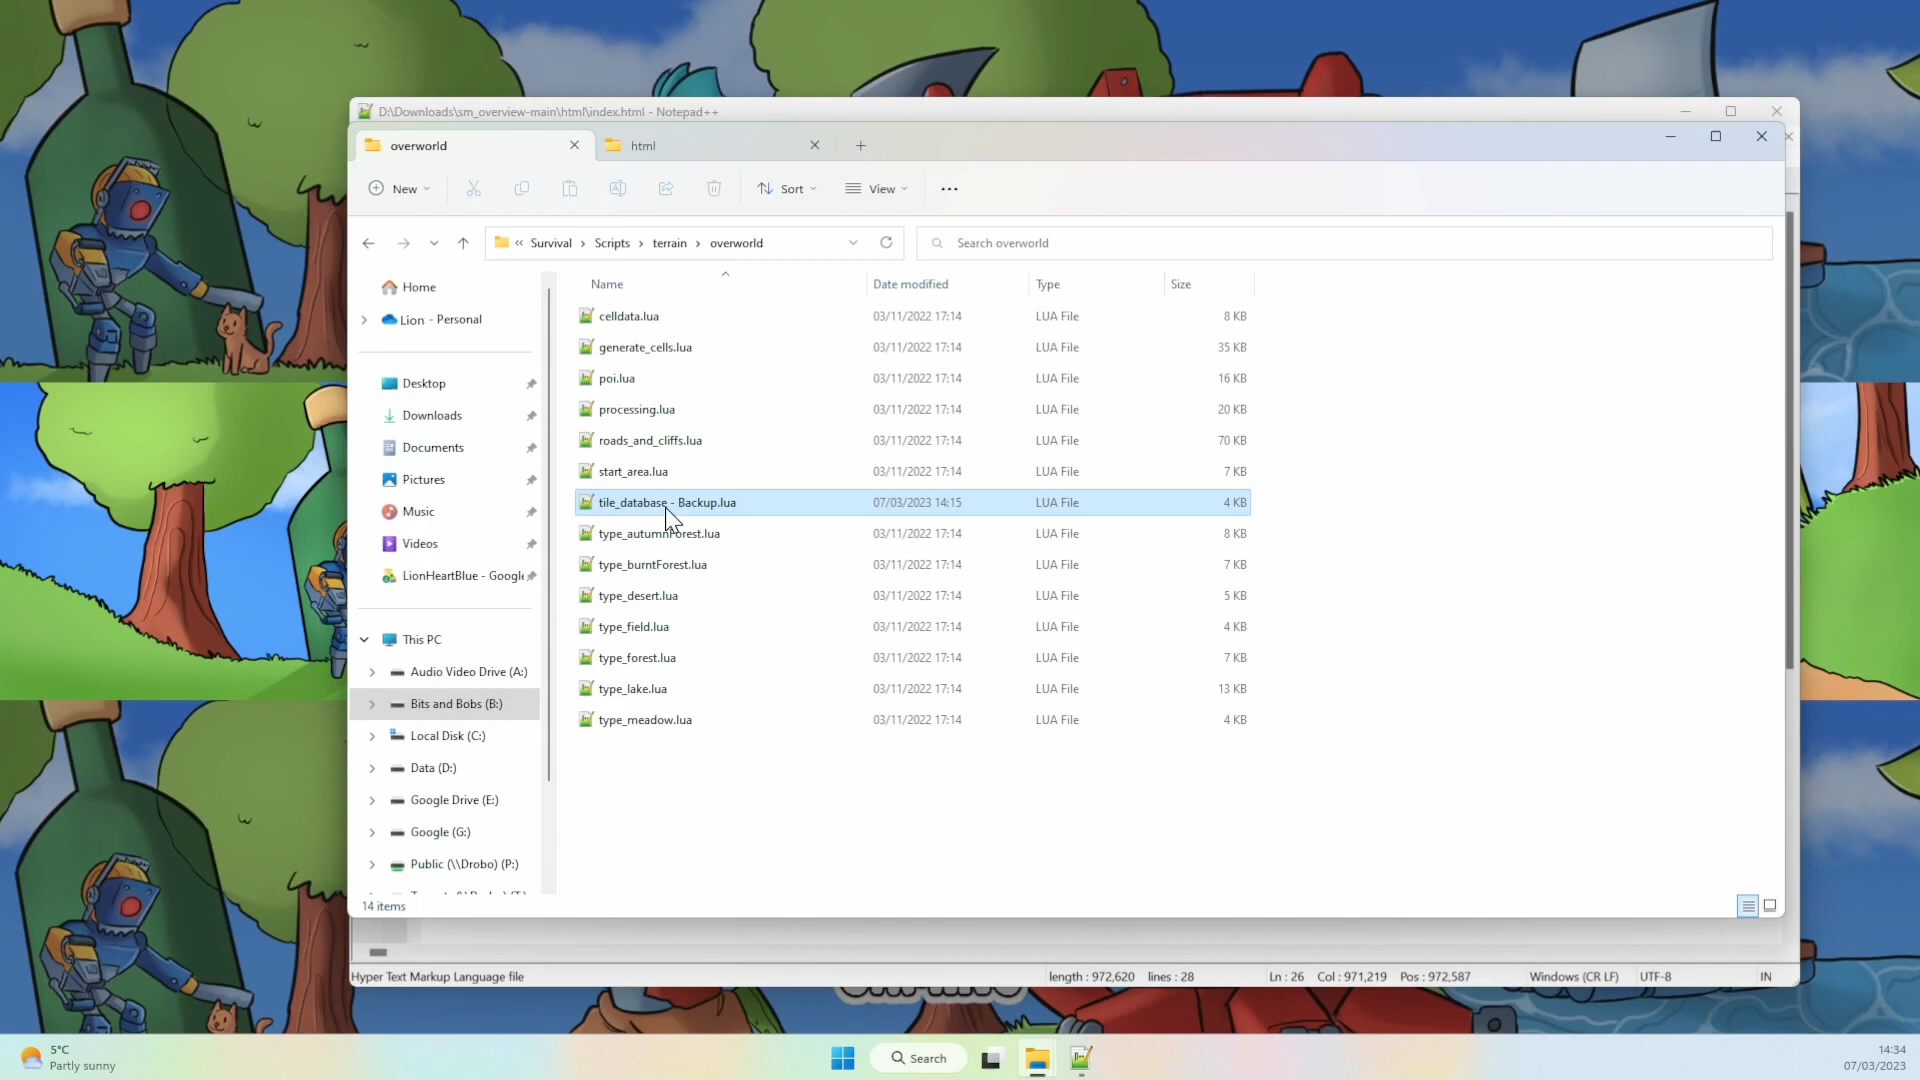 D:\Downloads\sm_overview-main\html\index.html - Notepad++
overworld
html
New
Sort
View
Survival
Scripts
terrain
overworld
Search overworld
Home
Lion - Personal
Desktop
Downloads
Documents
Pictures
Music
Videos
LionHeartBlue - Google
This PC
Audio Video Drive (A:)
Bits and Bobs (B:)
Local Disk (C:)
Data (D:)
Google Drive (E:)
Google (G:)
Public (\\Drobo) (P:)
Name Date modified Type Size
celldata.lua 03/11/2022 17:14 LUA File 8 KB
generate_cells.lua 03/11/2022 17:14 LUA File 35 KB
poi.lua 03/11/2022 17:14 LUA File 16 KB
processing.lua 03/11/2022 17:14 LUA File 20 KB
roads_and_cliffs.lua 03/11/2022 17:14 LUA File 70 KB
start_area.lua 03/11/2022 17:14 LUA File 7 KB
tile_database - Backup.lua 07/03/2023 14:15 LUA File 4 KB
type_autumnForest.lua 03/11/2022 17:14 LUA File 8 KB
type_burntForest.lua 03/11/2022 17:14 LUA File 7 KB
type_desert.lua 03/11/2022 17:14 LUA File 5 KB
type_field.lua 03/11/2022 17:14 LUA File 4 KB
type_forest.lua 03/11/2022 17:14 LUA File 7 KB
type_lake.lua 03/11/2022 17:14 LUA File 13 KB
type_meadow.lua 03/11/2022 17:14 LUA File 4 KB
14 items
Hyper Text Markup Language file length : 972,620 lines : 28 Ln : 26 Col : 971,219 Pos : 972,587 Windows (CR LF) UTF-8 IN
5°C
Partly sunny
Search
14:34
07/03/2023